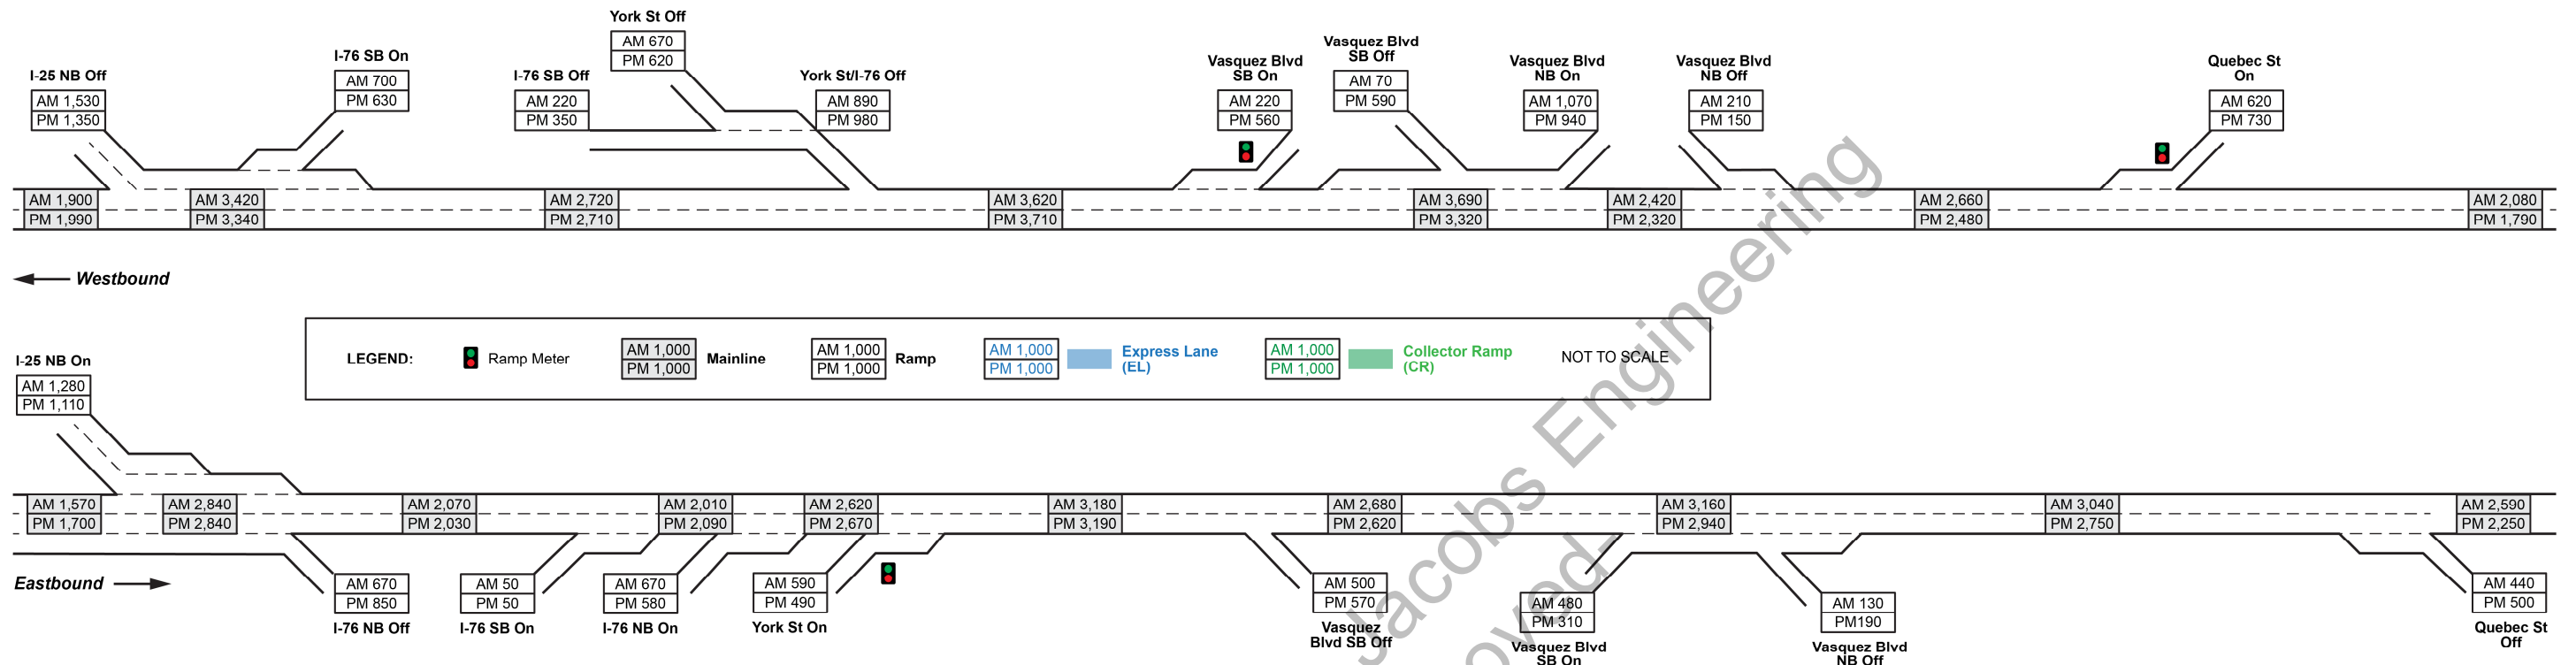 York St Off
AM 670
PM 620
I-25 NB Off
AM 1,530
PM 1,350
I-76 SB On
AM 700
PM 630
I-76 SB Off
AM 220
PM 350
York St/I-76 Off
AM 890
PM 980
Vasquez Blvd
SB On
AM 220
PM 560
Vasquez Blvd
SB Off
AM 70
PM 590
Vasquez Blvd
NB On
AM 1,070
PM 940
Vasquez Blvd
NB Off
AM 210
PM 150
Quebec St
On
AM 620
PM 730
AM 1,900
PM 1,990
AM 3,420
PM 3,340
AM 2,720
PM 2,710
AM 3,620
PM 3,710
AM 3,690
PM 3,320
AM 2,420
PM 2,320
AM 2,660
PM 2,480
AM 2,080
PM 1,790
Westbound
LEGEND:
Ramp Meter
AM 1,000
PM 1,000
Mainline
AM 1,000
PM 1,000
Ramp
AM 1,000
PM 1,000
Express Lane
(EL)
AM 1,000
PM 1,000
Collector Ramp
(CR)
NOT TO SCALE
I-25 NB On
AM 1,280
PM 1,110
AM 1,570
PM 1,700
AM 2,840
PM 2,840
AM 2,070
PM 2,030
AM 2,010
PM 2,090
AM 2,620
PM 2,670
AM 3,180
PM 3,190
AM 2,680
PM 2,620
AM 3,160
PM 2,940
AM 3,040
PM 2,750
AM 2,590
PM 2,250
Eastbound
AM 670
PM 850
I-76 NB Off
AM 50
PM 50
I-76 SB On
AM 670
PM 580
I-76 NB On
AM 590
PM 490
York St On
AM 500
PM 570
Vasquez
Blvd SB Off
AM 480
PM 310
Vasquez Blvd
SB On
AM 130
PM190
Vasquez Blvd
NB Off
AM 440
PM 500
Quebec St
Off
Jacobs Engineering